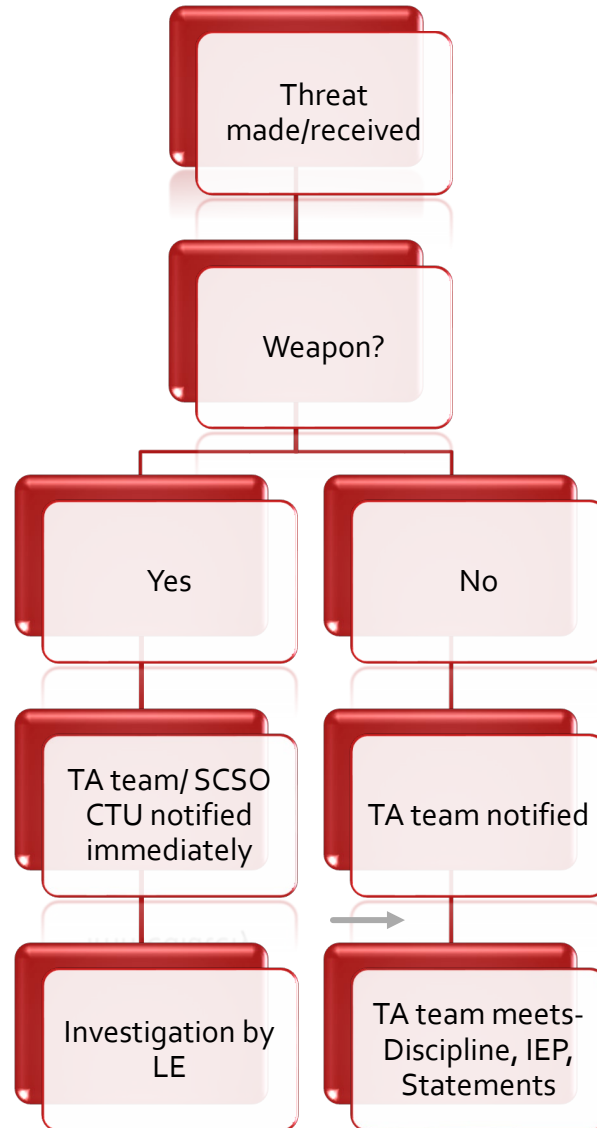 Threat
made/received
Weapon?
Yes
No
TA team/ SCSO
CTU notified
immediately
TA team notified
Investigation by
LE
TA team meets-
Discipline, IEP,
Statements